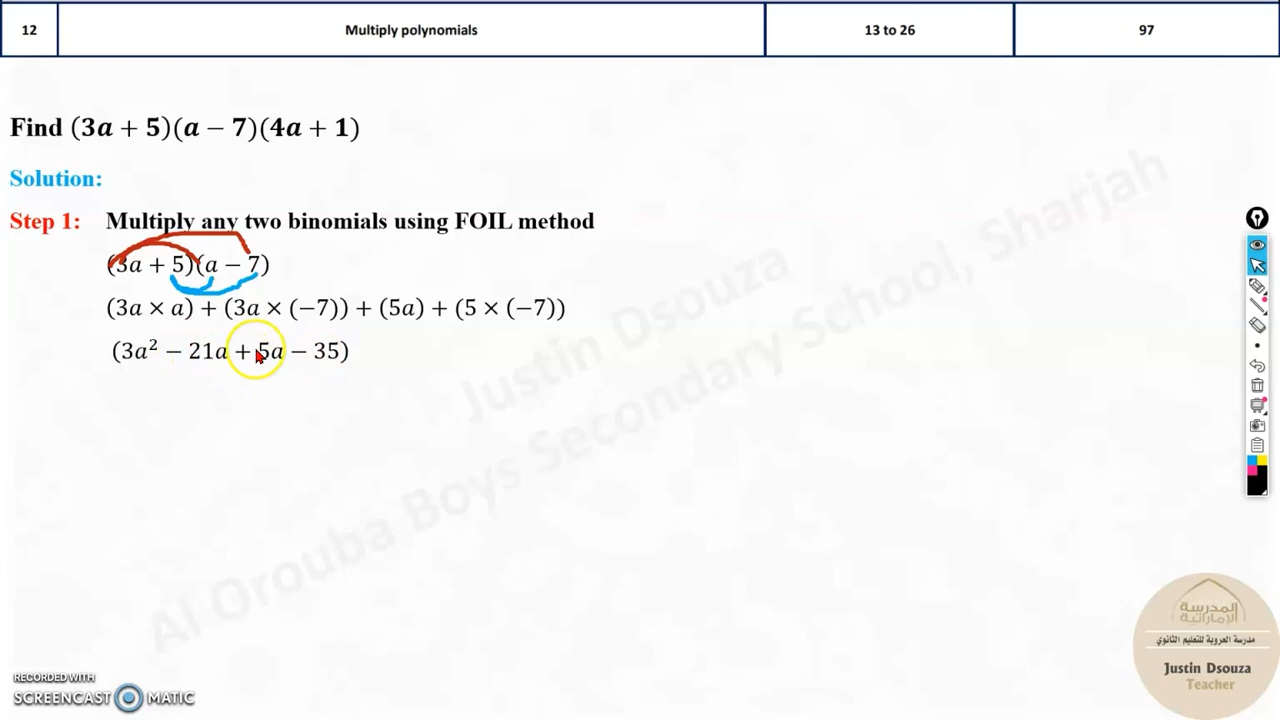 12 Multiply polynomials 13 to 26 97
Find (3a + 5)(a − 7)(4a + 1)
Solution:
Step 1: Multiply any two binomials using FOIL method
(3a + 5)(a − 7)
(3a × a) + (3a × (−7)) + (5a) + (5 × (−7))
(3a² − 21a + 5a − 35)
Justin Dsouza
Al Orouba Boys Secondary School, Sharjah
المدرسة
الإماراتية
مدرسة العروبة للتعليم الثانوي
Justin Dsouza
Teacher
RECORDED WITH
SCREENCAST MATIC